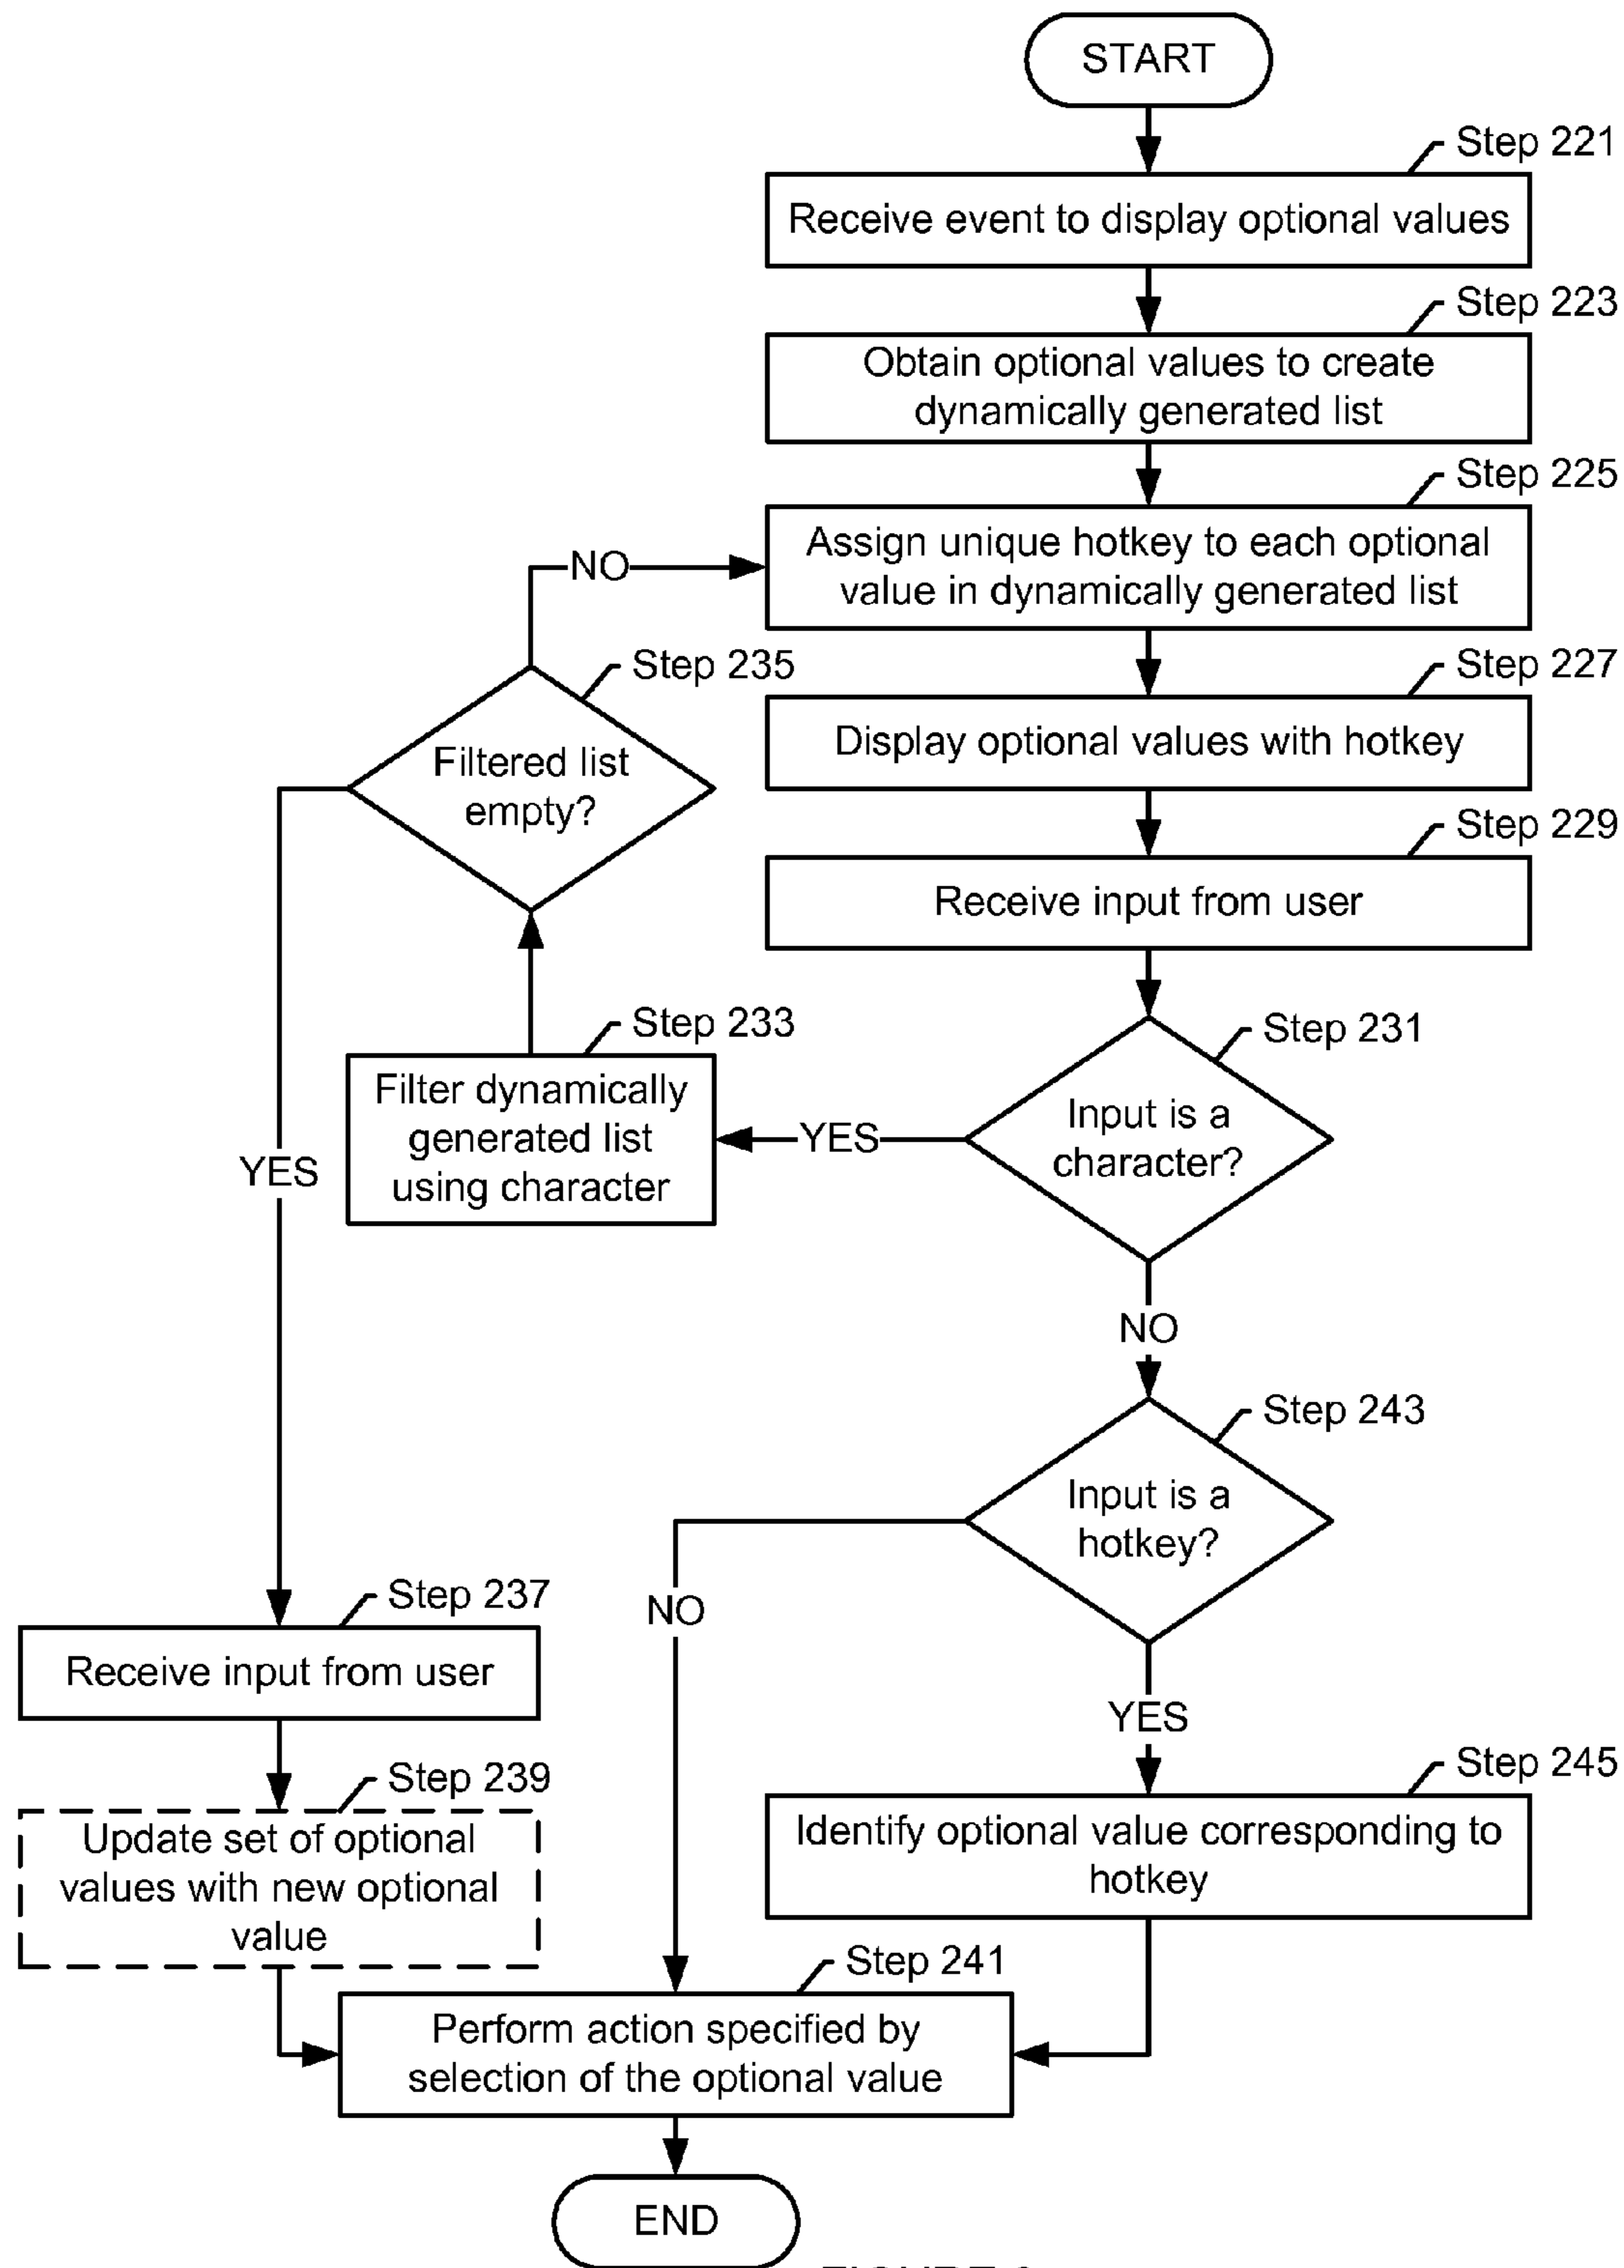 START
Step 221
Receive event to display optional values
Step 223
Obtain optional values to create
dynamically generated list
Step 225
Assign unique hotkey to each optional
value in dynamically generated list
NO
Step 235
Filtered list
empty?
Step 227
Display optional values with hotkey
Step 229
Receive input from user
Step 233
Filter dynamically
generated list
using character
YES
Step 231
Input is a
character?
YES
NO
Step 243
Input is a
hotkey?
NO
YES
Step 237
Receive input from user
Step 239
Update set of optional
values with new optional
value
Step 245
Identify optional value corresponding to
hotkey
Step 241
Perform action specified by
selection of the optional value
END